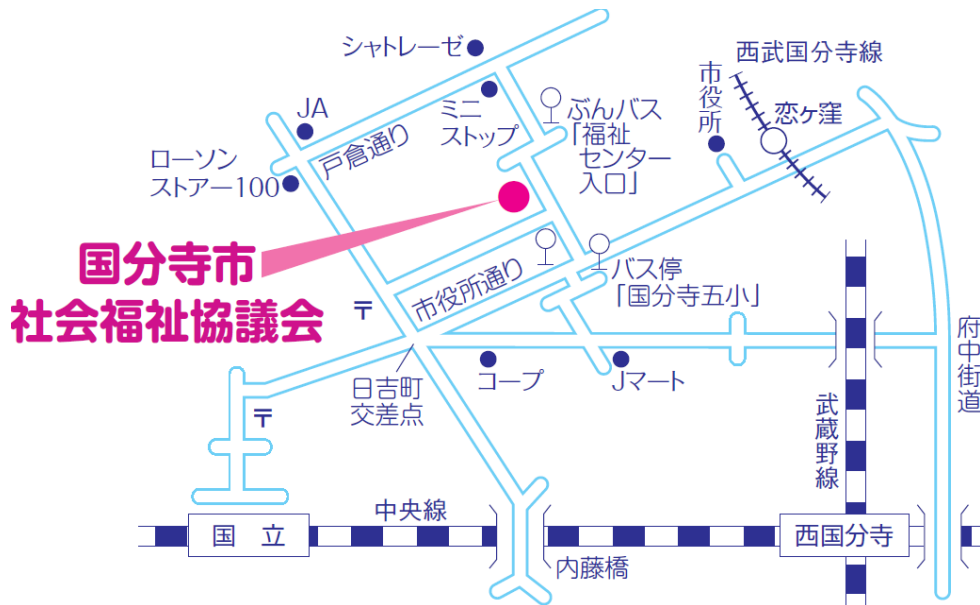 シャトレーゼ
西武国分寺線
市役所
恋ヶ窪
JA
ミニ
ストップ
ぶんバス
「福祉
センター
入口」
戸倉通り
ローソン
ストアー100
国分寺市
社会福祉協議会
市役所通り
バス停
「国分寺五小」
〒
府中街道
日吉町
交差点
コープ
Jマート
〒
武蔵野線
中央線
国立
西国分寺
内藤橋